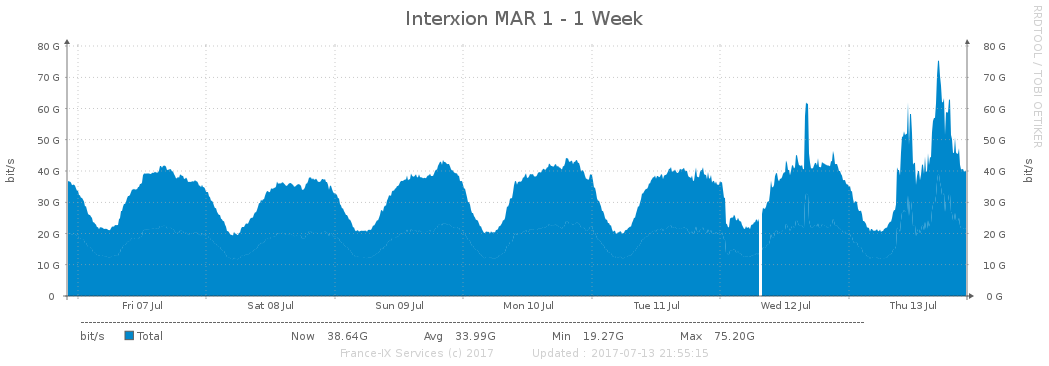 Interxion MAR 1 - 1 Week
RRDTOOL / TOBI OETIKER
80 G 80 G
70 G 70 G
60 G 60 G
50 G 50 G
40 G 40 G
30 G 30 G
20 G 20 G
10 G 10 G
0 0 G
bit/s bit/s
Fri 07 Jul Sat 08 Jul Sun 09 Jul Mon 10 Jul Tue 11 Jul Wed 12 Jul Thu 13 Jul
bit/s Total Now 38.64G Avg 33.99G Min 19.27G Max 75.20G
France-IX Services (c) 2017 Updated : 2017-07-13 21:55:15